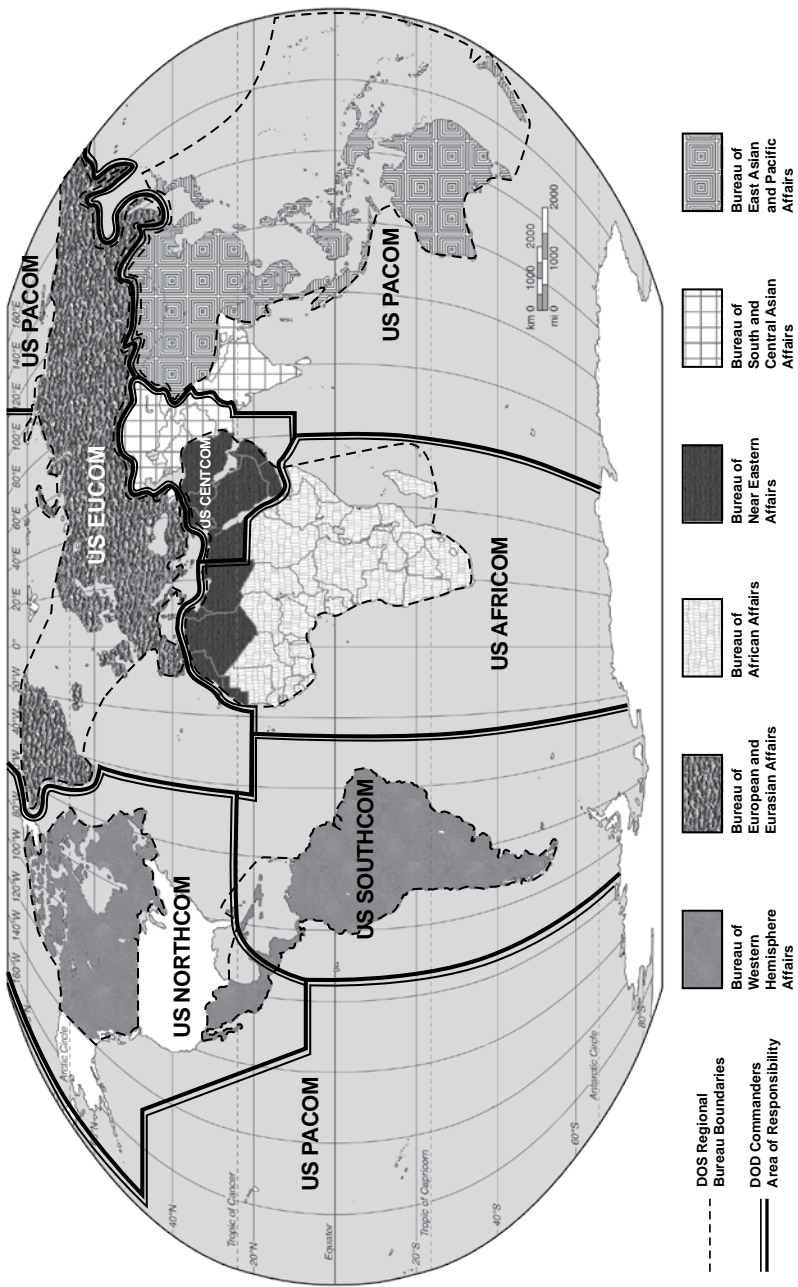 160°W 140°W 120°W 100°W 40°W 20°W 0° 20°E 40°E 60°E 80°E 100°E 120°E 140°E 160°E
US PACOM
Arctic Circle
US EUCOM
40°N
US NORTHCOM
US CENTCOM
Tropic of Cancer
20°N
US PACOM
Equator
US SOUTHCOM
US PACOM
20°S
Tropic of Capricorn
US AFRICOM
40°S
km 0 1000 2000
mi 0 1000 2000
60°S
Antarctic Circle
80°S
DOS Regional
Bureau Boundaries
DOD Commanders
Area of Responsibility
Bureau of
Western
Hemisphere
Affairs
Bureau of
European and
Eurasian Affairs
Bureau of
African Affairs
Bureau of
Near Eastern
Affairs
Bureau of
South and
Central Asian
Affairs
Bureau of
East Asian
and Pacific
Affairs